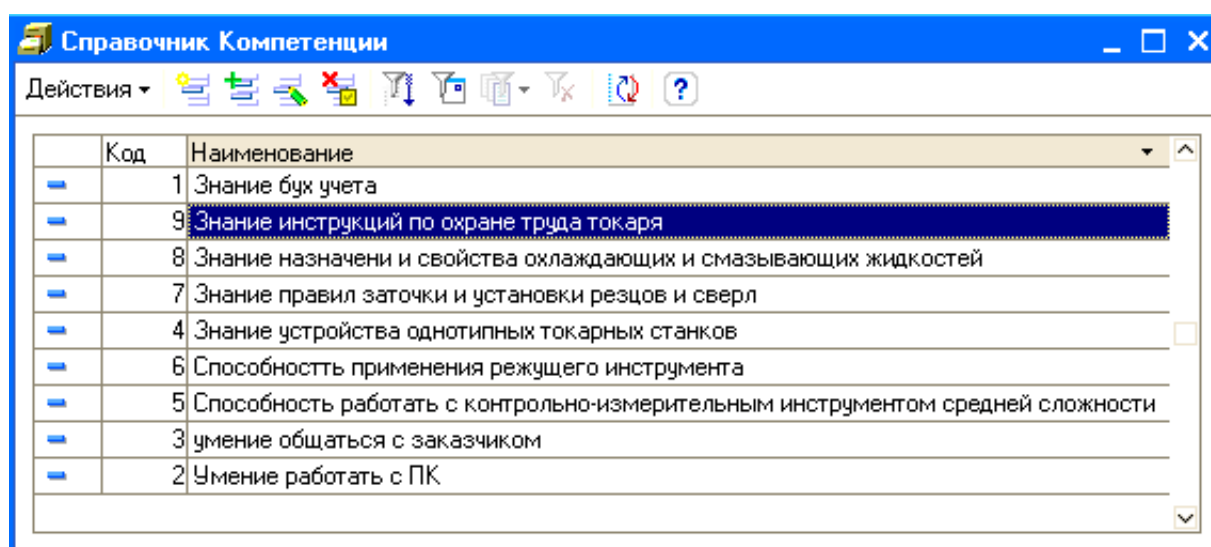 Справочник Компетенции
Действия
Код Наименование
1 Знание бух учета
9 Знание инструкций по охране труда токаря
8 Знание назначени и свойства охлаждающих и смазывающих жидкостей
7 Знание правил заточки и установки резцов и сверл
4 Знание устройства однотипных токарных станков
6 Способностть применения режущего инструмента
5 Способность работать с контрольно-измерительным инструментом средней сложности
3 умение общаться с заказчиком
2 Умение работать с ПК